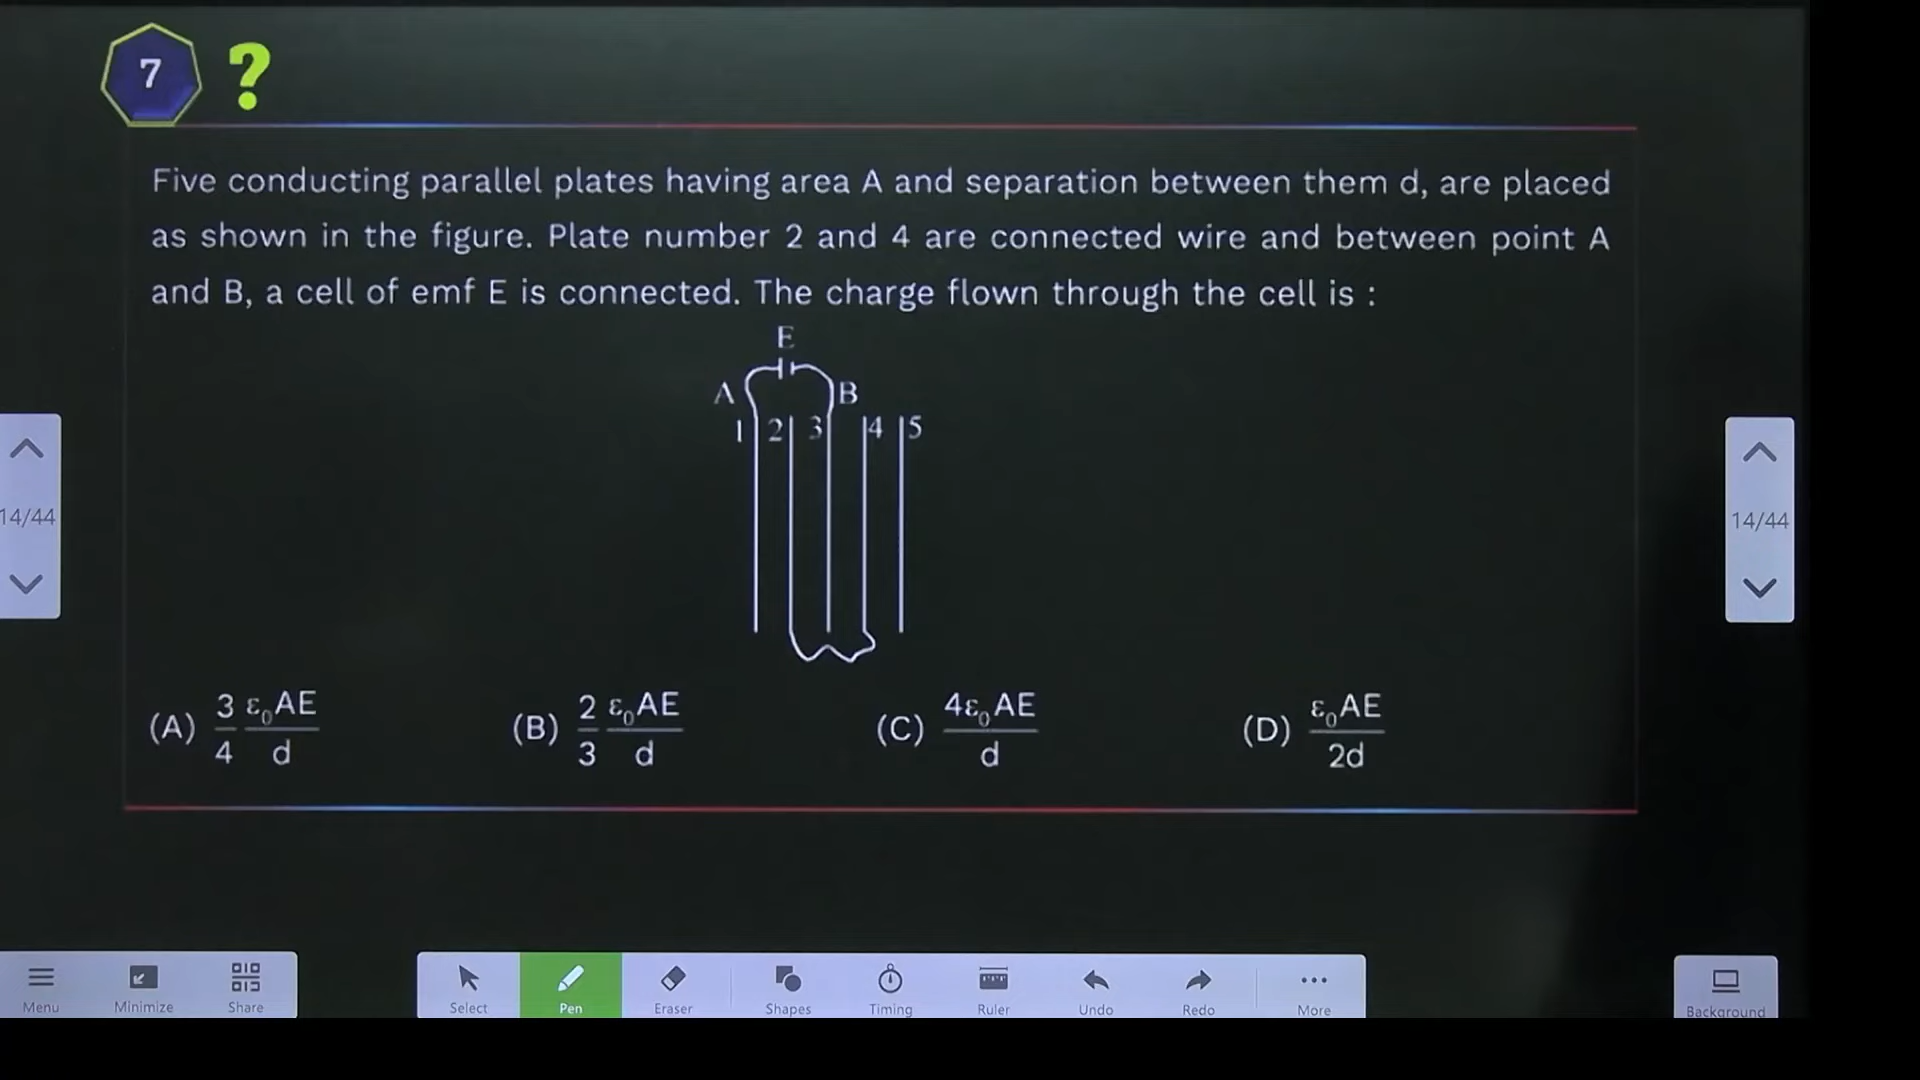 7 ?
Five conducting parallel plates having area A and separation between them d, are placed
as shown in the figure. Plate number 2 and 4 are connected wire and between point A
and B, a cell of emf E is connected. The charge flown through the cell is :
E
A B
1 2 3 4 5
14/44 14/44
(A) 3/4 ε₀AE/d (B) 2/3 ε₀AE/d (C) 4ε₀AE/d (D) ε₀AE/2d
Menu Minimize Share Select Pen Eraser Shapes Timing Ruler Undo Redo More Background